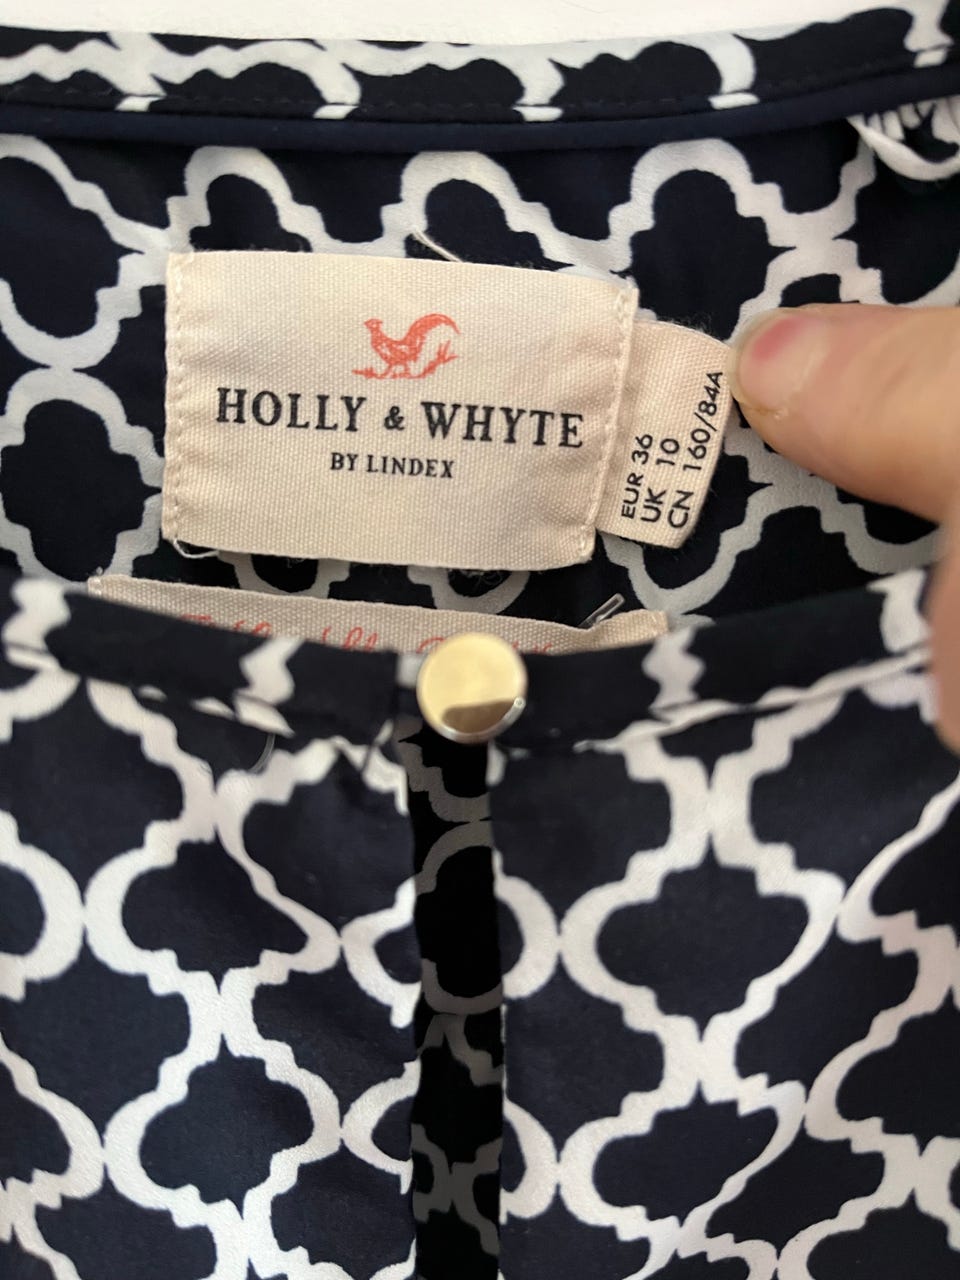 HOLLY & WHYTE
BY LINDEX
EUR 36
UK 10
CN 160/84A